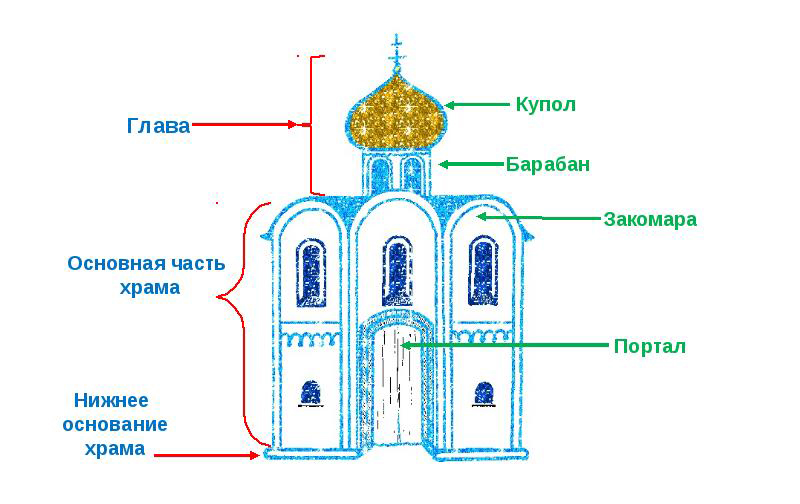 Купол
Глава
Барабан
Закомара
Основная часть
храма
Портал
Нижнее
основание
храма